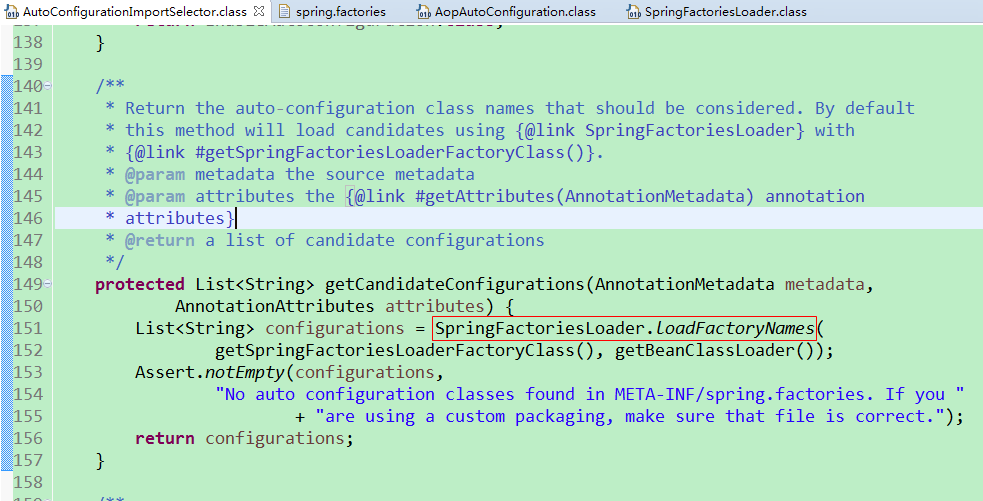 AutoConfigurationImportSelector.class spring.factories AopAutoConfiguration.class SpringFactoriesLoader.class
138 }
139
140 /**
141 * Return the auto-configuration class names that should be considered. By default
142 * this method will load candidates using {@link SpringFactoriesLoader} with
143 * {@link #getSpringFactoriesLoaderFactoryClass()}.
144 * @param metadata the source metadata
145 * @param attributes the {@link #getAttributes(AnnotationMetadata) annotation
146 * attributes}
147 * @return a list of candidate configurations
148 */
149 protected List<String> getCandidateConfigurations(AnnotationMetadata metadata,
150 AnnotationAttributes attributes) {
151 List<String> configurations = SpringFactoriesLoader.loadFactoryNames(
152 getSpringFactoriesLoaderFactoryClass(), getBeanClassLoader());
153 Assert.notEmpty(configurations,
154 "No auto configuration classes found in META-INF/spring.factories. If you "
155 + "are using a custom packaging, make sure that file is correct.");
156 return configurations;
157 }
158